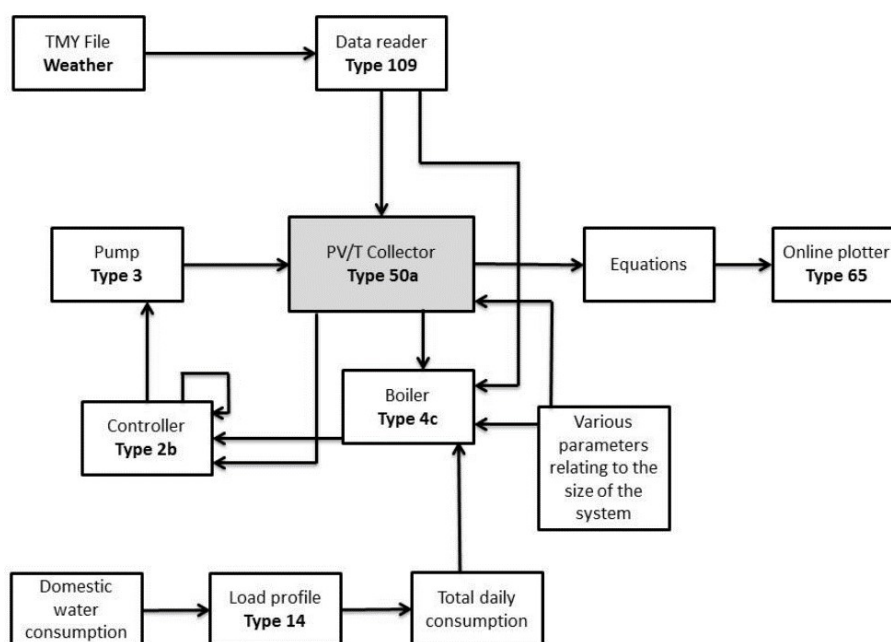 TMY File
Weather
Data reader
Type 109
Pump
Type 3
PV/T Collector
Type 50a
Equations
Online plotter
Type 65
Controller
Type 2b
Boiler
Type 4c
Various
parameters
relating to the
size of the
system
Domestic
water
consumption
Load profile
Type 14
Total daily
consumption